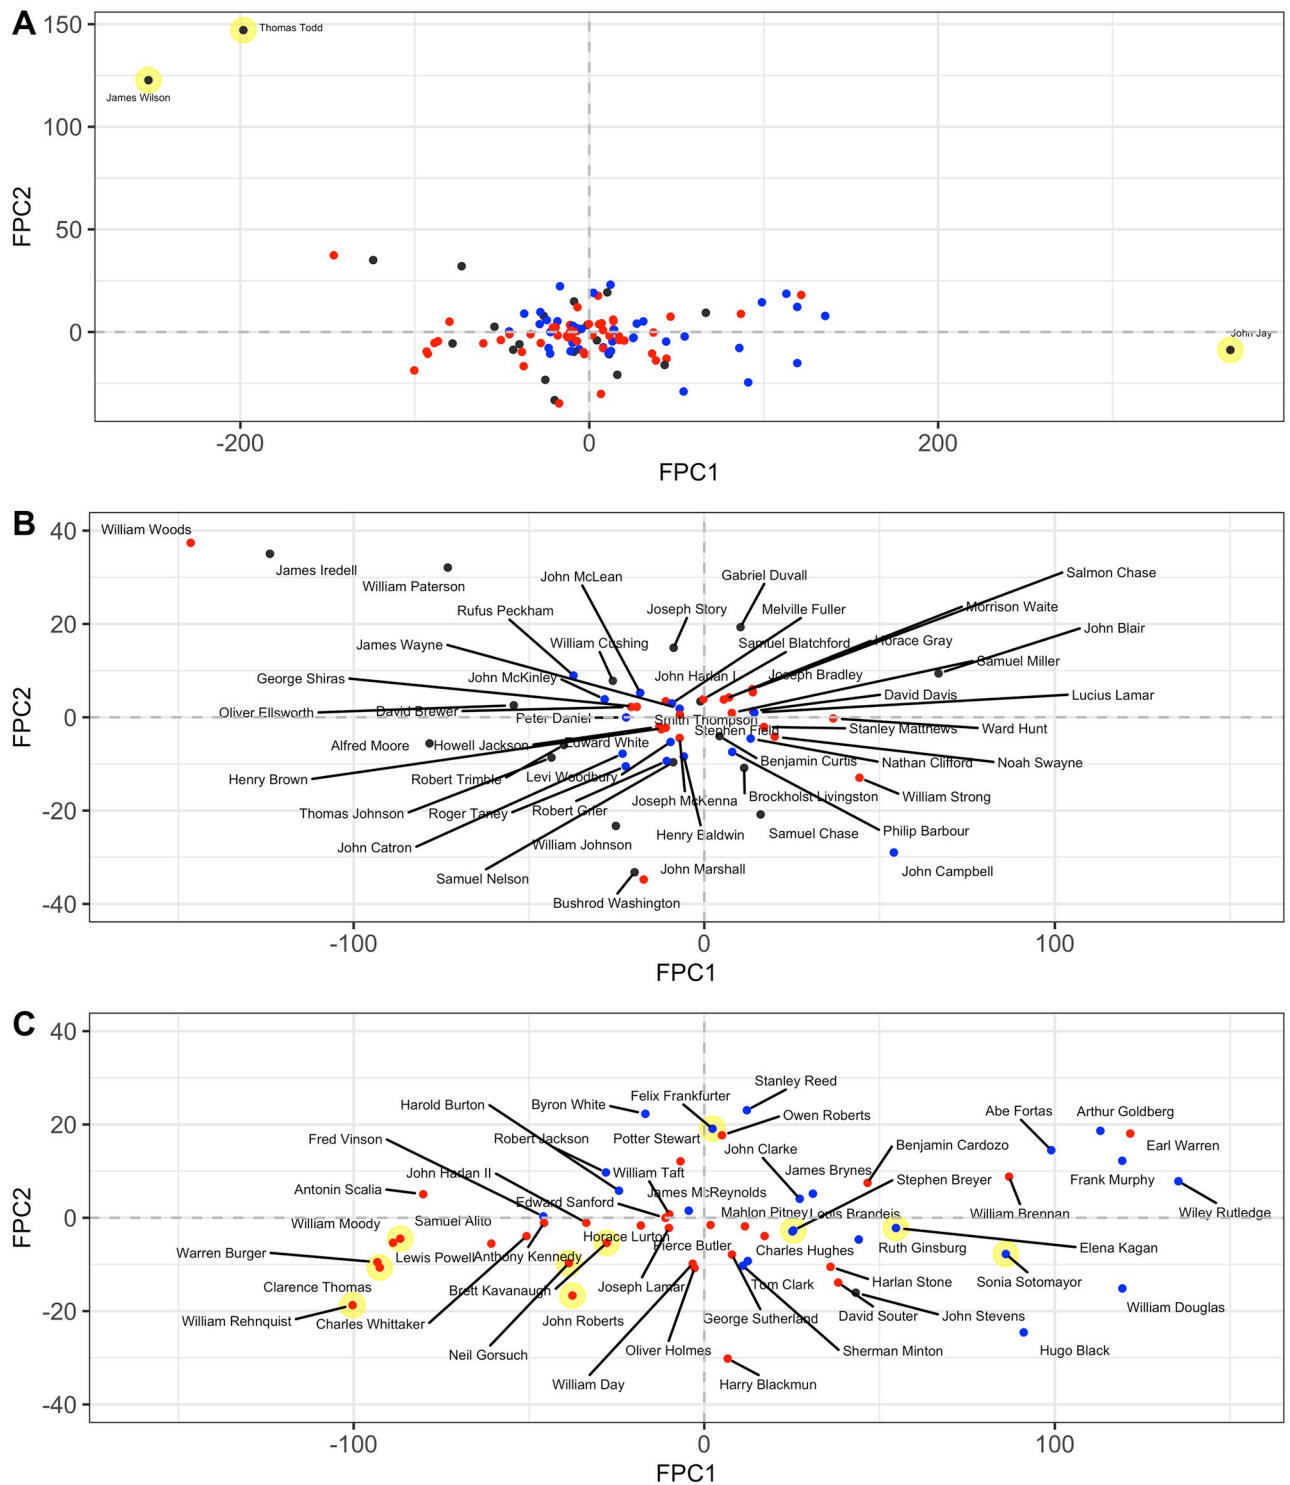 A
150
Thomas Todd
James Wilson
100
FPC2
50
0
John Jay
-200
0
200
FPC1
B
40
William Woods
James Iredell
William Paterson
John McLean
Gabriel Duvall
Salmon Chase
Rufus Peckham
Joseph Story
Melville Fuller
Morrison Waite
20
James Wayne
William Cushing
Samuel Blatchford
Horace Gray
John Blair
George Shiras
John McKinley
John Harlan I
Joseph Bradley
Samuel Miller
David Davis
Lucius Lamar
Oliver Ellsworth
David Brewer
Peter Daniel
Smith Thompson
FPC2
0
Stephen Field
Stanley Matthews
Ward Hunt
Alfred Moore
Howell Jackson
Edward White
Benjamin Curtis
Nathan Clifford
Noah Swayne
Henry Brown
Robert Trimble
Levi Woodbury
Joseph McKenna
Brockholst Livingston
William Strong
-20
Thomas Johnson
Roger Taney
Robert Grier
Henry Baldwin
Samuel Chase
Philip Barbour
John Catron
William Johnson
Samuel Nelson
John Marshall
John Campbell
-40
Bushrod Washington
-100
0
100
FPC1
C
40
Stanley Reed
Harold Burton
Byron White
Felix Frankfurter
Owen Roberts
Abe Fortas
Arthur Goldberg
20
Fred Vinson
Robert Jackson
Potter Stewart
John Clarke
Benjamin Cardozo
Earl Warren
John Harlan II
William Taft
James Brynes
Stephen Breyer
Frank Murphy
Antonin Scalia
Edward Sanford
James McReynolds
William Moody
Samuel Alito
Mahlon Pitney
Louis Brandeis
William Brennan
Wiley Rutledge
FPC2
0
Horace Lurton
Pierce Butler
Charles Hughes
Ruth Ginsburg
Elena Kagan
Warren Burger
Lewis Powell
Anthony Kennedy
Clarence Thomas
Brett Kavanaugh
Joseph Lamar
Tom Clark
Harlan Stone
Sonia Sotomayor
-20
William Rehnquist
Charles Whittaker
John Roberts
George Sutherland
David Souter
John Stevens
William Douglas
Neil Gorsuch
Oliver Holmes
Sherman Minton
Hugo Black
William Day
Harry Blackmun
-40
-100
0
100
FPC1